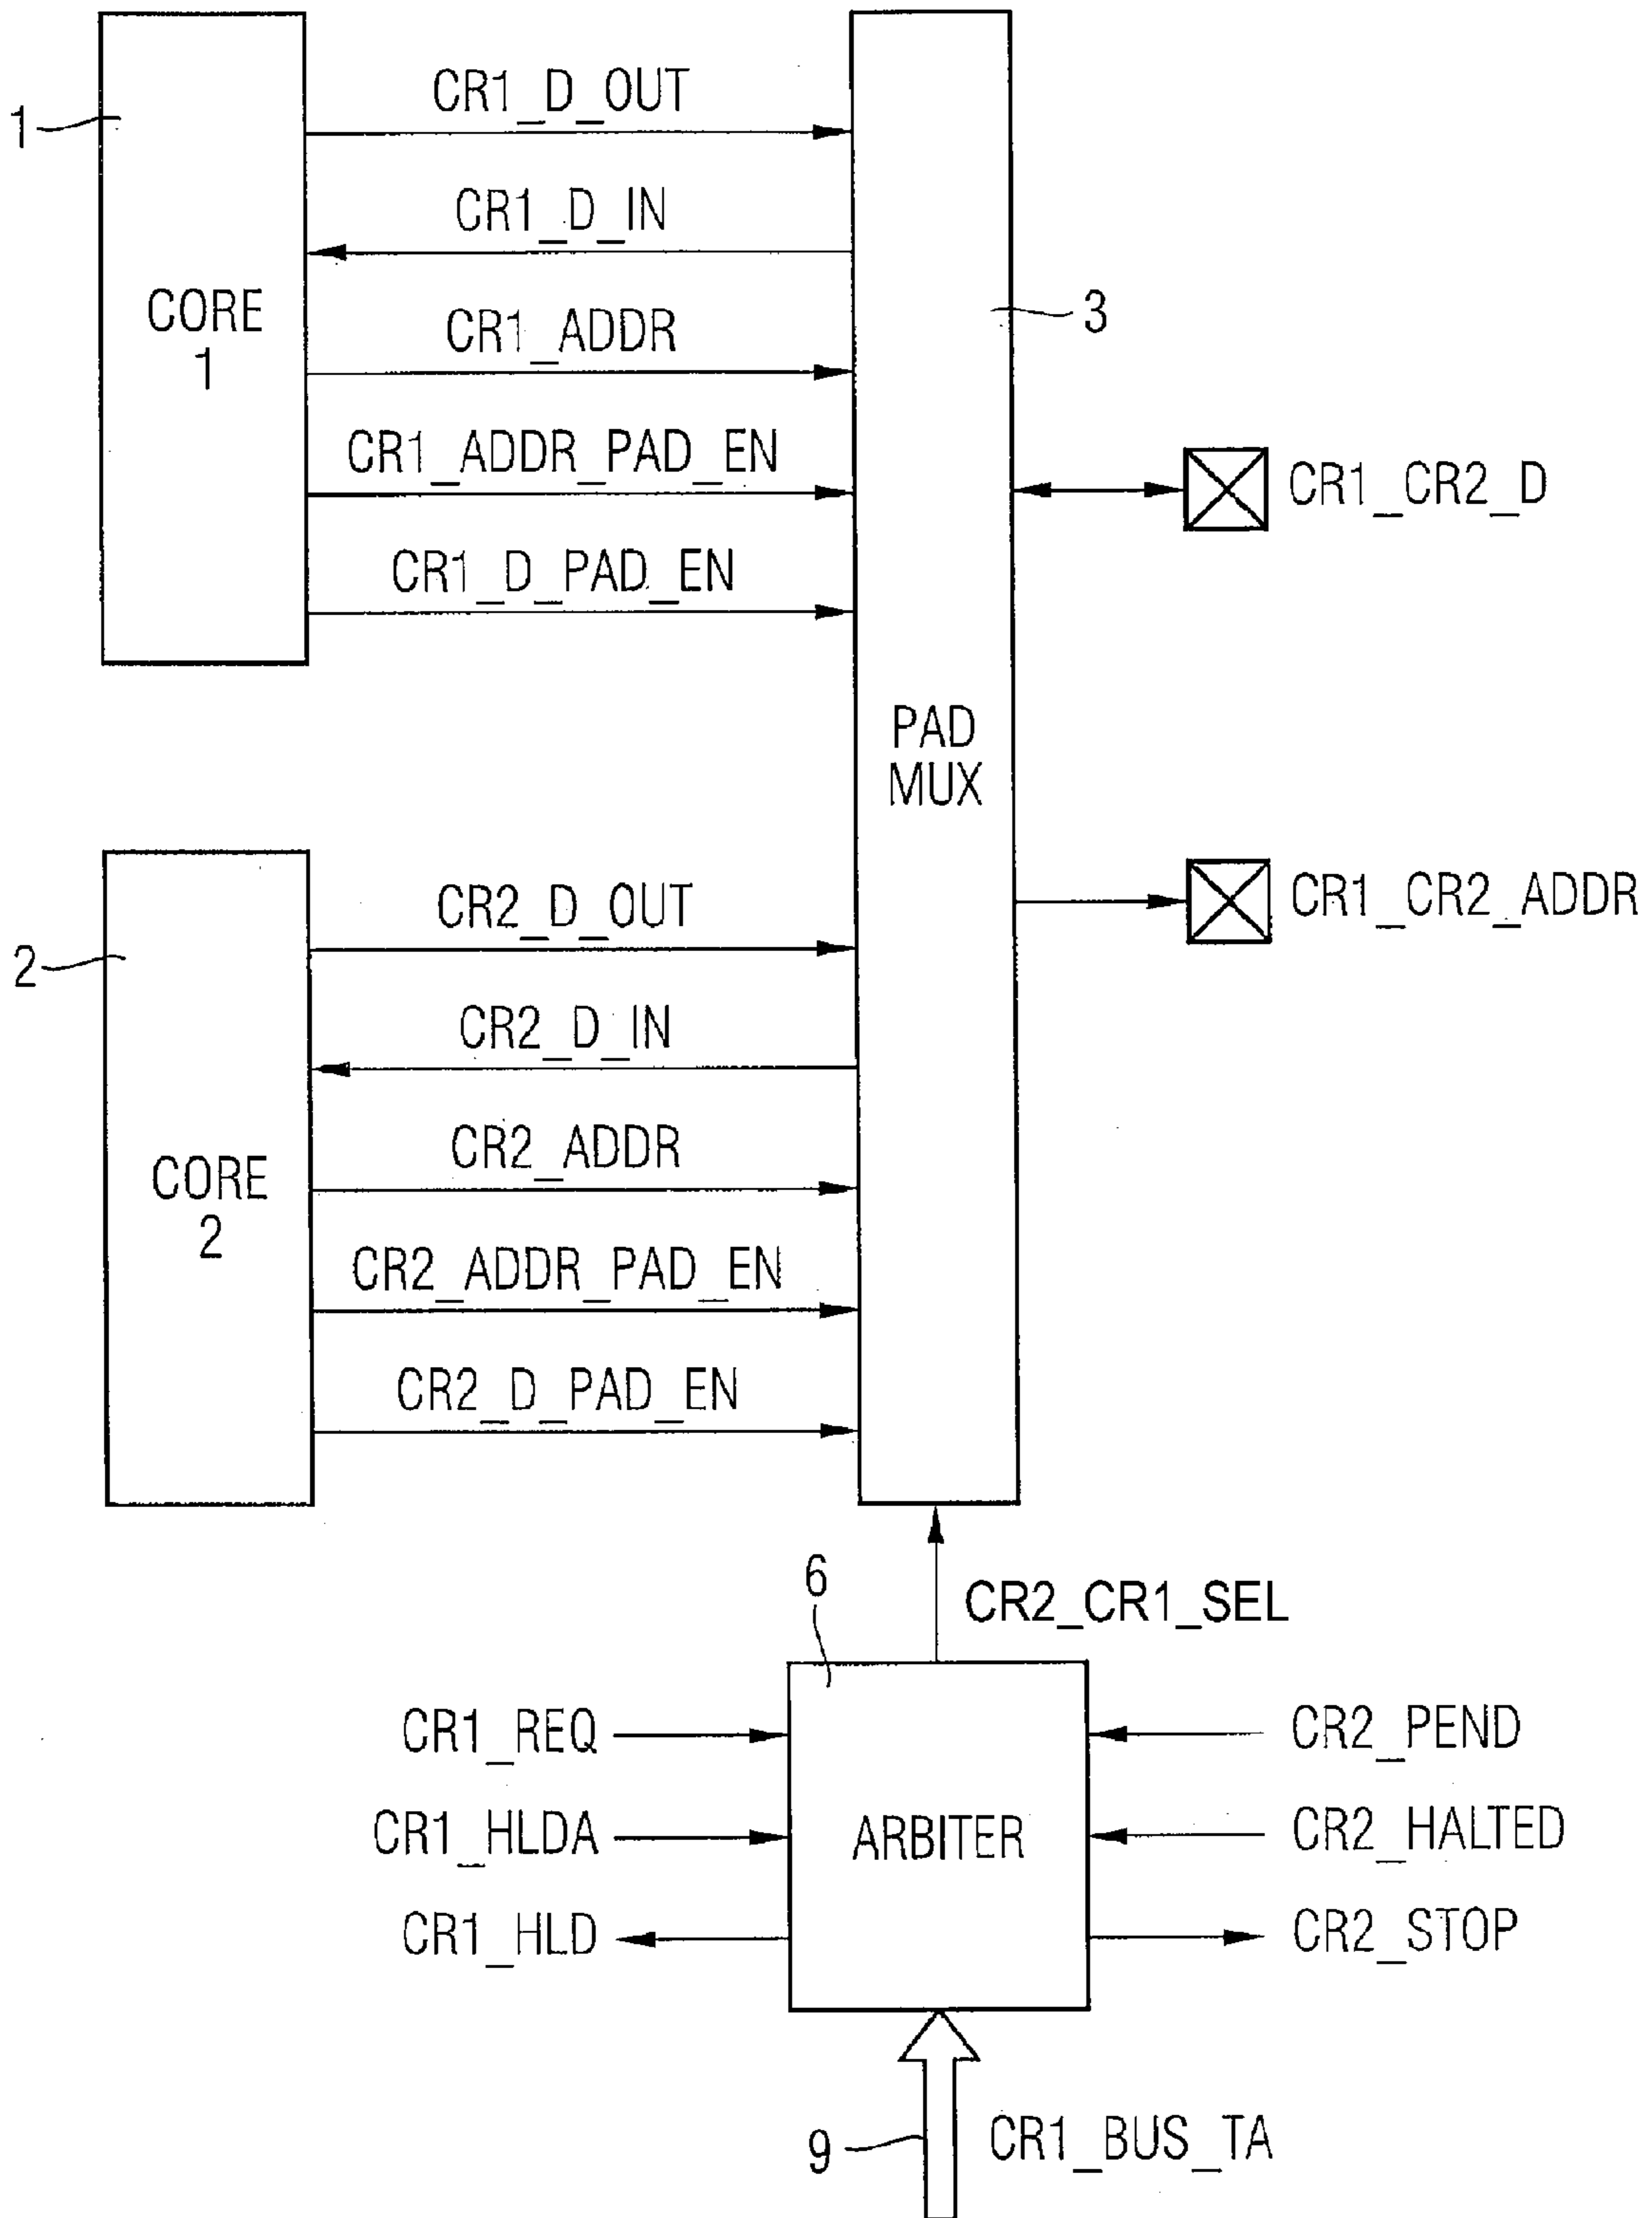 1
CR1_D_OUT
CR1_D_IN
CORE
1
CR1_ADDR
3
CR1_ADDR_PAD_EN
CR1_CR2_D
CR1_D_PAD_EN
PAD
MUX
2
CR2_D_OUT
CR1_CR2_ADDR
CR2_D_IN
CR2_ADDR
CORE
2
CR2_ADDR_PAD_EN
CR2_D_PAD_EN
6
CR2_CR1_SEL
CR1_REQ
CR2_PEND
CR1_HLDA
ARBITER
CR2_HALTED
CR1_HLD
CR2_STOP
9
CR1_BUS_TA